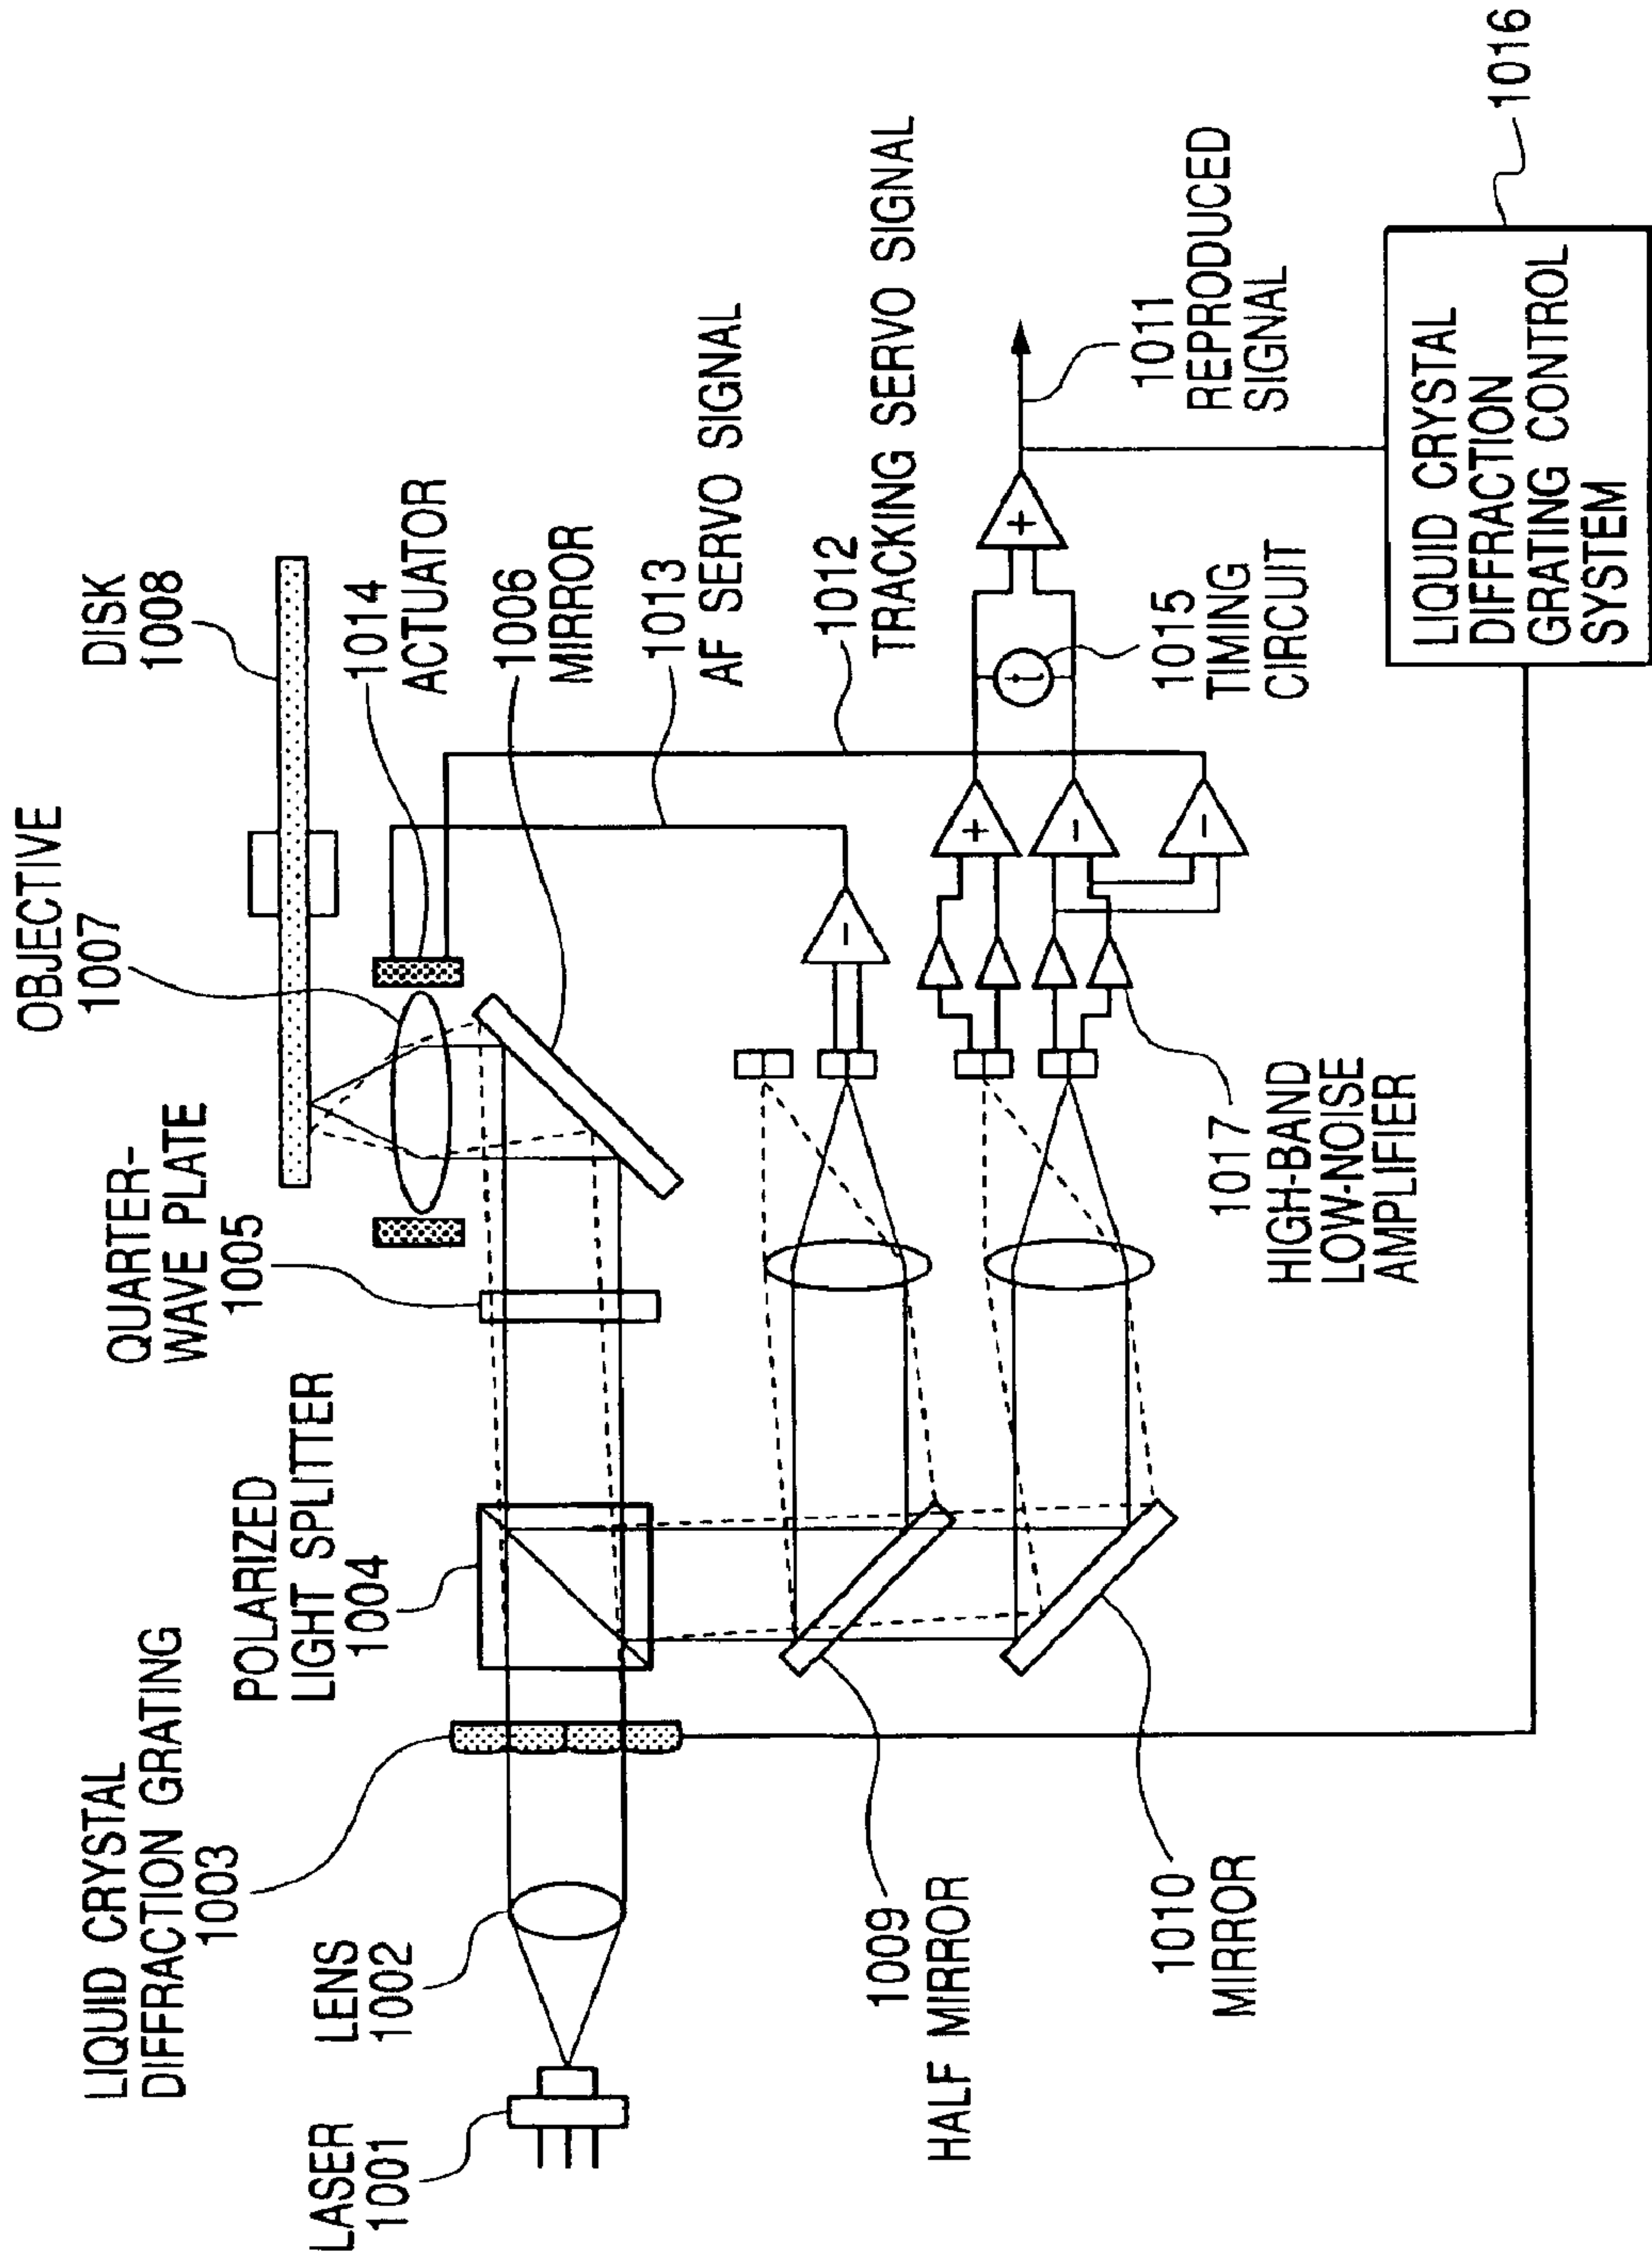 LASER
1001
LENS
1002
LIQUID CRYSTAL
DIFFRACTION GRATING
1003
POLARIZED
LIGHT SPLITTER
1004
QUARTER-
WAVE PLATE
1005
OBJECTIVE
1007
DISK
1008
1014
ACTUATOR
1006
MIRROR
1013
AF SERVO SIGNAL
1012
TRACKING SERVO SIGNAL
1009
HALF MIRROR
1010
MIRROR
1017
HIGH-BAND
LOW-NOISE
AMPLIFIER
−
+
−
−
t
+
1015
TIMING
CIRCUIT
1011
REPRODUCED
SIGNAL
LIQUID CRYSTAL
DIFFRACTION
GRATING CONTROL
SYSTEM
1016